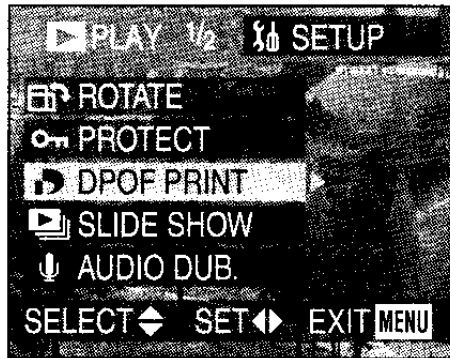 PLAY 1/2 SETUP
ROTATE
PROTECT
DPOF PRINT
SLIDE SHOW
AUDIO DUB.
SELECT SET EXIT MENU